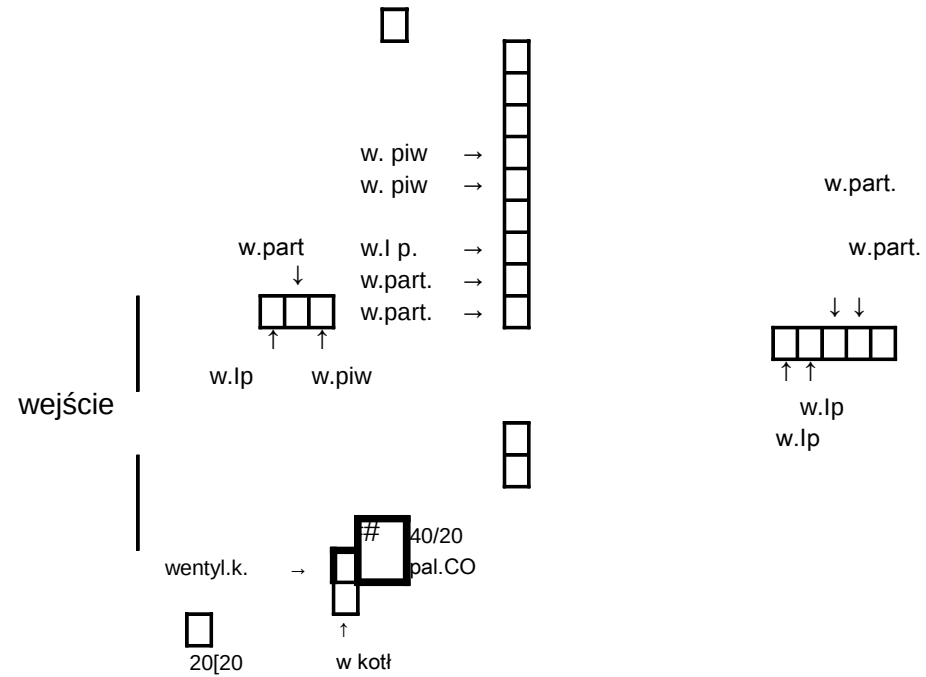 w. piw →
w. piw →
w.part.
w.part
w.I p. →
w.part.
↓
w.part. →
w.part. →
↓ ↓
↑ ↑
↑ ↑
w.Ip w.piw
wejście
w.Ip
w.Ip
#
40/20
wentyl.k. →
pal.CO
↑
20[20
w kotł